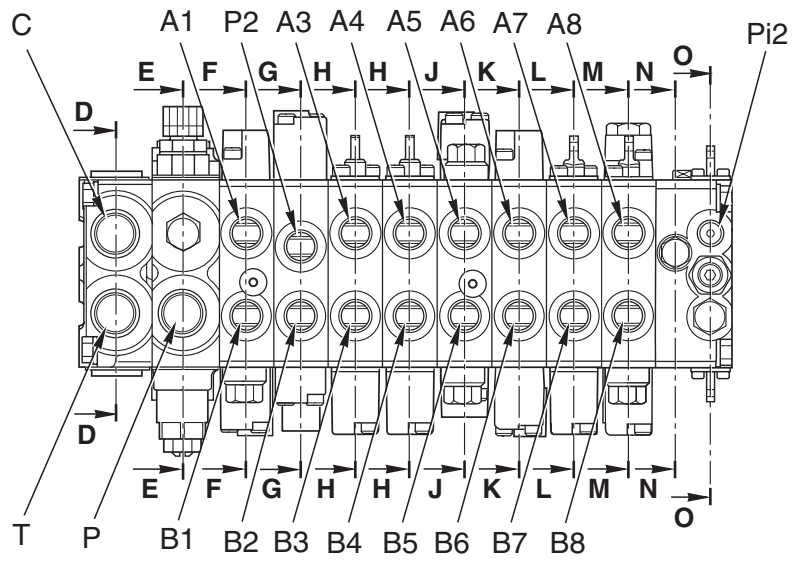 C A1 P2 A3 A4 A5 A6 A7 A8 Pi2
E F G H H J K L M N O
D
D
E F G H H J K L M N O
T P B1 B2 B3 B4 B5 B6 B7 B8